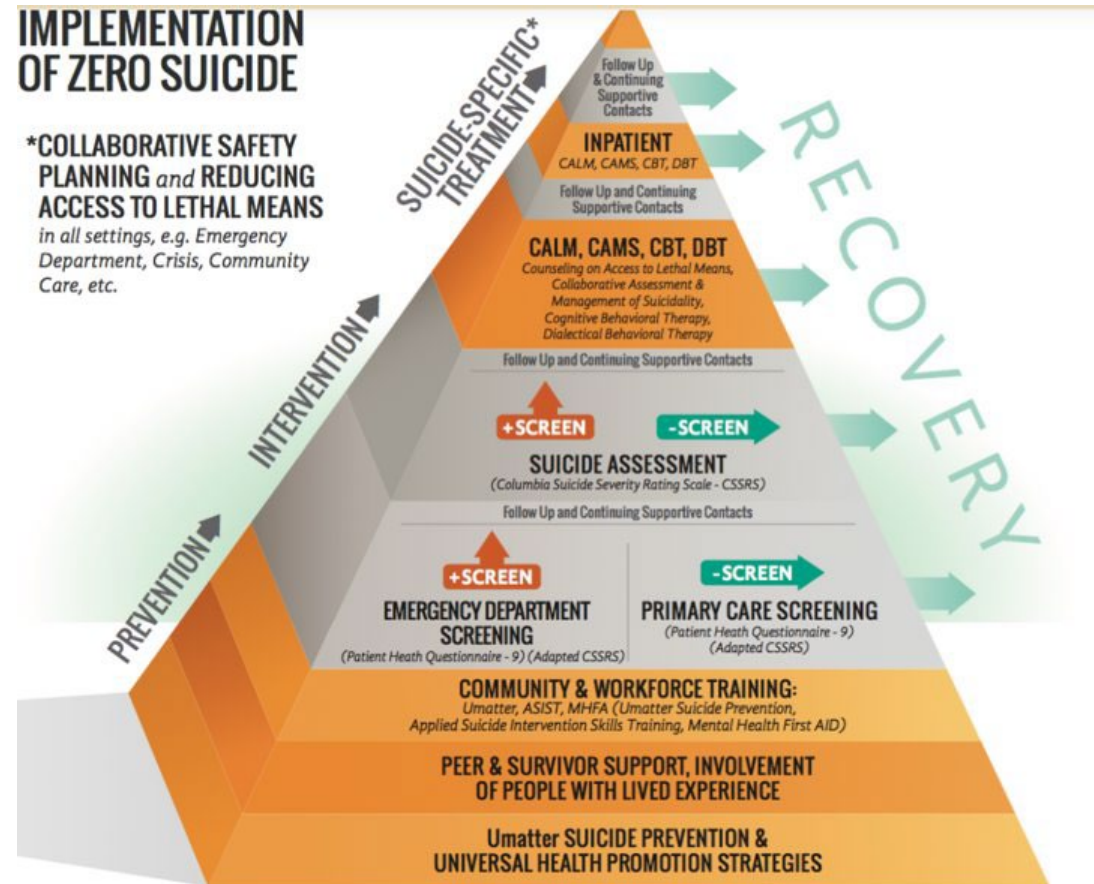 IMPLEMENTATION
OF ZERO SUICIDE
*COLLABORATIVE SAFETY
PLANNING and REDUCING
ACCESS TO LETHAL MEANS
in all settings, e.g. Emergency
Department, Crisis, Community
Care, etc.
PREVENTION
INTERVENTION
SUICIDE-SPECIFIC*
TREATMENT
Follow Up
& Continuing
Supportive
Contacts
INPATIENT
CALM, CAMS, CBT, DBT
Follow Up and Continuing
Supportive Contacts
CALM, CAMS, CBT, DBT
Counseling on Access to Lethal Means,
Collaborative Assessment &
Management of Suicidality,
Cognitive Behavioral Therapy,
Dialectical Behavioral Therapy
Follow Up and Continuing Supportive Contacts
+SCREEN
-SCREEN
SUICIDE ASSESSMENT
(Columbia Suicide Severity Rating Scale - CSSRS)
Follow Up and Continuing Supportive Contacts
+SCREEN
EMERGENCY DEPARTMENT
SCREENING
(Patient Heath Questionnaire - 9) (Adapted CSSRS)
-SCREEN
PRIMARY CARE SCREENING
(Patient Heath Questionnaire - 9)
(Adapted CSSRS)
COMMUNITY & WORKFORCE TRAINING:
Umatter, ASIST, MHFA (Umatter Suicide Prevention,
Applied Suicide Intervention Skills Training, Mental Health First AID)
PEER & SURVIVOR SUPPORT, INVOLVEMENT
OF PEOPLE WITH LIVED EXPERIENCE
Umatter SUICIDE PREVENTION &
UNIVERSAL HEALTH PROMOTION STRATEGIES
RECOVERY